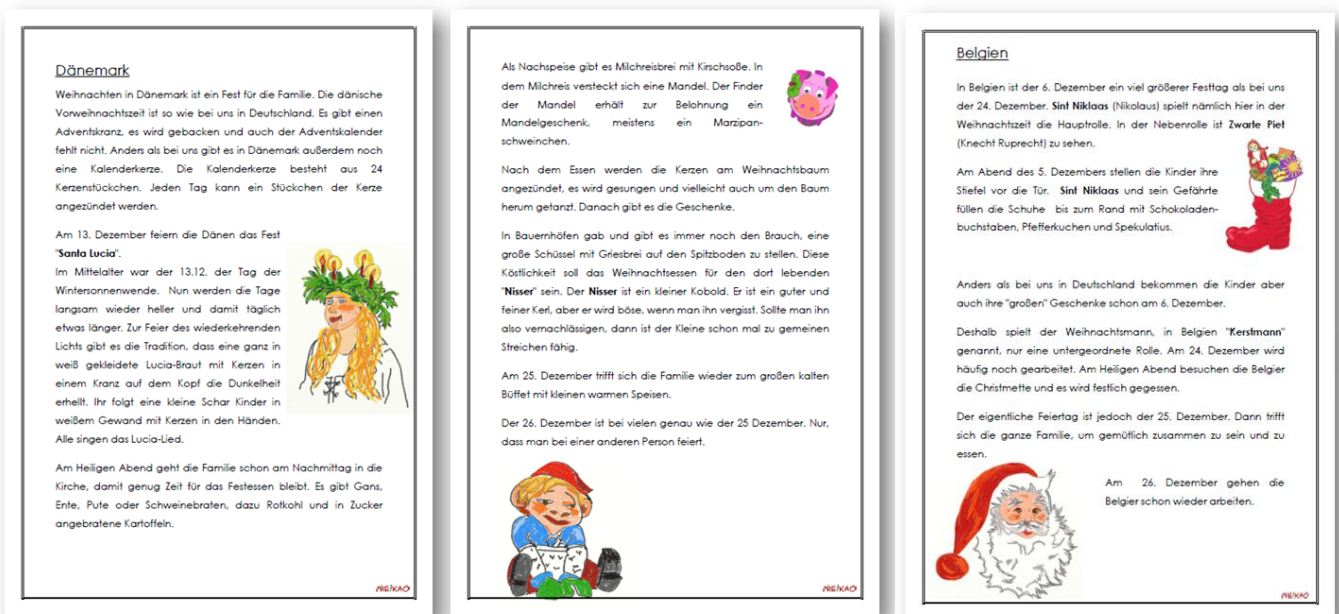 Dänemark
Weihnachten in Dänemark ist ein Fest für die Familie. Die dänische
Vorweihnachtszeit ist so wie bei uns in Deutschland. Es gibt einen
Adventskranz, es wird gebacken und auch der Adventskalender
fehlt nicht. Anders als bei uns gibt es in Dänemark außerdem noch
eine Kalenderkerze. Die Kalenderkerze besteht aus 24
Kerzenstückchen. Jeden Tag kann ein Stückchen der Kerze
angezündet werden.
Am 13. Dezember feiern die Dänen das Fest
"Santa Lucia".
Im Mittelalter war der 13.12. der Tag der
Wintersonnenwende. Nun werden die Tage
langsam wieder heller und damit täglich
etwas länger. Zur Feier des wiederkehrenden
Lichts gibt es die Tradition, dass eine ganz in
weiß gekleidete Lucia-Braut mit Kerzen in
einem Kranz auf dem Kopf die Dunkelheit
erhellt. Ihr folgt eine kleine Schar Kinder in
weißem Gewand mit Kerzen in den Händen.
Alle singen das Lucia-Lied.
Am Heiligen Abend geht die Familie schon am Nachmittag in die
Kirche, damit genug Zeit für das Festessen bleibt. Es gibt Gans,
Ente, Pute oder Schweinebraten, dazu Rotkohl und in Zucker
angebratene Kartoffeln.
NIE/KAO
Als Nachspeise gibt es Milchreisbrei mit Kirschsoße. In
dem Milchreis versteckt sich eine Mandel. Der Finder
der Mandel erhält zur Belohnung ein
Mandelgeschenk, meistens ein Marzipan-
schweinchen.
Nach dem Essen werden die Kerzen am Weihnachtsbaum
angezündet, es wird gesungen und vielleicht auch um den Baum
herum getanzt. Danach gibt es die Geschenke.
In Bauernhöfen gab und gibt es immer noch den Brauch, eine
große Schüssel mit Griesbrei auf den Spitzboden zu stellen. Diese
Köstlichkeit soll das Weihnachtsessen für den dort lebenden
"Nisser" sein. Der Nisser ist ein kleiner Kobold. Er ist ein guter und
feiner Kerl, aber er wird böse, wenn man ihn vergisst. Sollte man ihn
also vernachlässigen, dann ist der Kleine schon mal zu gemeinen
Streichen fähig.
Am 25. Dezember trifft sich die Familie wieder zum großen kalten
Büffet mit kleinen warmen Speisen.
Der 26. Dezember ist bei vielen genau wie der 25 Dezember. Nur,
dass man bei einer anderen Person feiert.
NIE/KAO
Belgien
In Belgien ist der 6. Dezember ein viel größerer Festtag als bei uns
der 24. Dezember. Sint Niklaas (Nikolaus) spielt nämlich hier in der
Weihnachtszeit die Hauptrolle. In der Nebenrolle ist Zwarte Piet
(Knecht Ruprecht) zu sehen.
Am Abend des 5. Dezembers stellen die Kinder ihre
Stiefel vor die Tür. Sint Niklaas und sein Gefährte
füllen die Schuhe bis zum Rand mit Schokoladen-
buchstaben, Pfefferkuchen und Spekulatius.
Anders als bei uns in Deutschland bekommen die Kinder aber
auch ihre "großen" Geschenke schon am 6. Dezember.
Deshalb spielt der Weihnachtsmann, in Belgien "Kerstmann"
genannt, nur eine untergeordnete Rolle. Am 24. Dezember wird
häufig noch gearbeitet. Am Heiligen Abend besuchen die Belgier
die Christmette und es wird festlich gegessen.
Der eigentliche Feiertag ist jedoch der 25. Dezember. Dann trifft
sich die ganze Familie, um gemütlich zusammen zu sein und zu
essen.
Am 26. Dezember gehen die
Belgier schon wieder arbeiten.
NIE/KAO